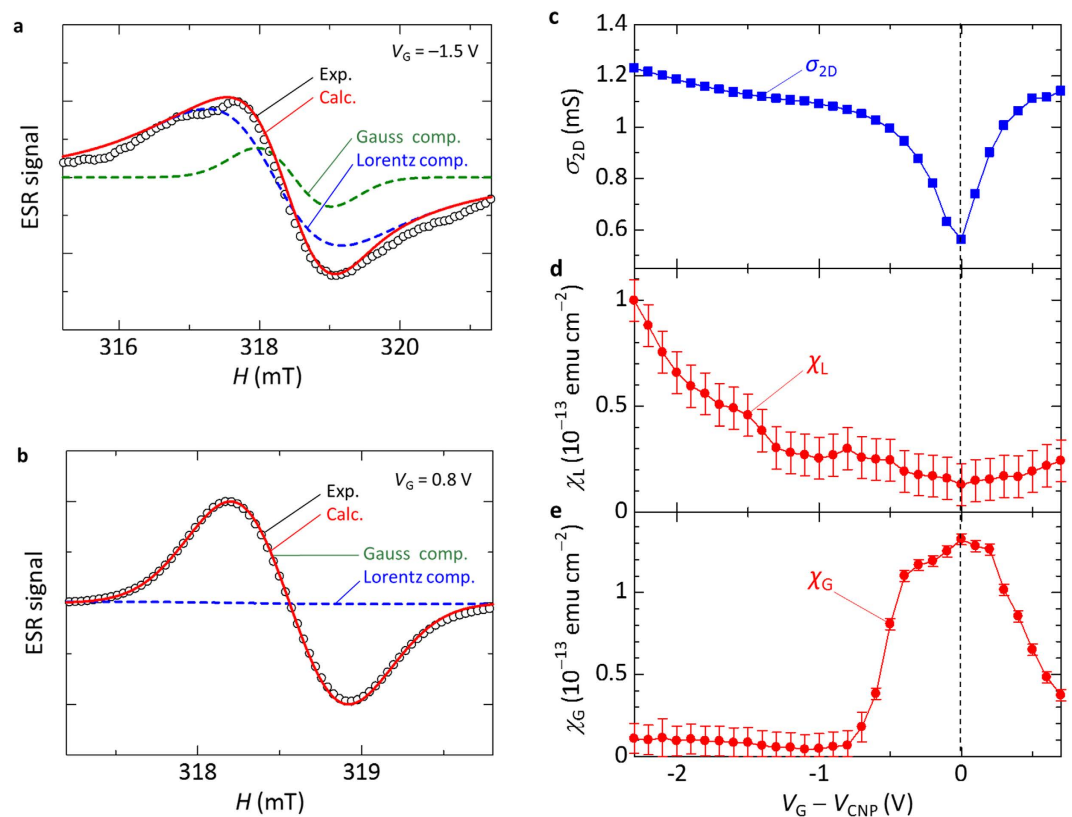 a
V_G = –1.5 V
Exp.
Calc.
Gauss comp.
Lorentz comp.
ESR signal
316 318 320
H (mT)
b
V_G = 0.8 V
Exp.
Calc.
Gauss comp.
Lorentz comp.
ESR signal
318 319
H (mT)
c
1.4
1.2
1
0.8
0.6
σ_2D (mS)
σ_2D
d
1
0.5
0
χ_L (10^−13 emu cm^−2)
χ_L
e
1
0.5
0
χ_G (10^−13 emu cm^−2)
χ_G
-2 -1 0
V_G – V_CNP (V)